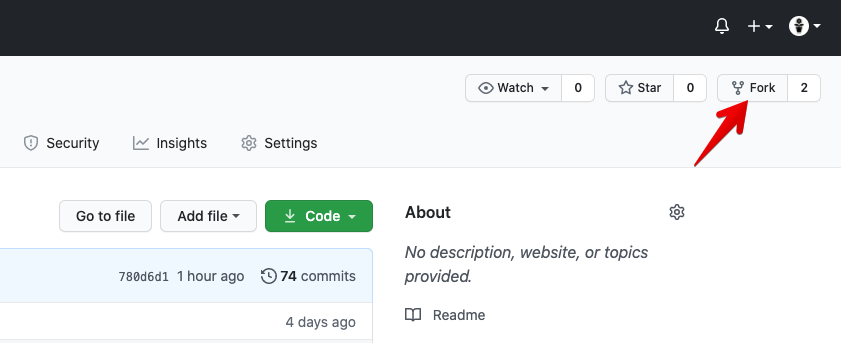 Watch 0 Star 0 Fork 2
Security Insights Settings
Go to file Add file Code About
No description, website, or topics
provided.
780d6d1 1 hour ago 74 commits
Readme
4 days ago